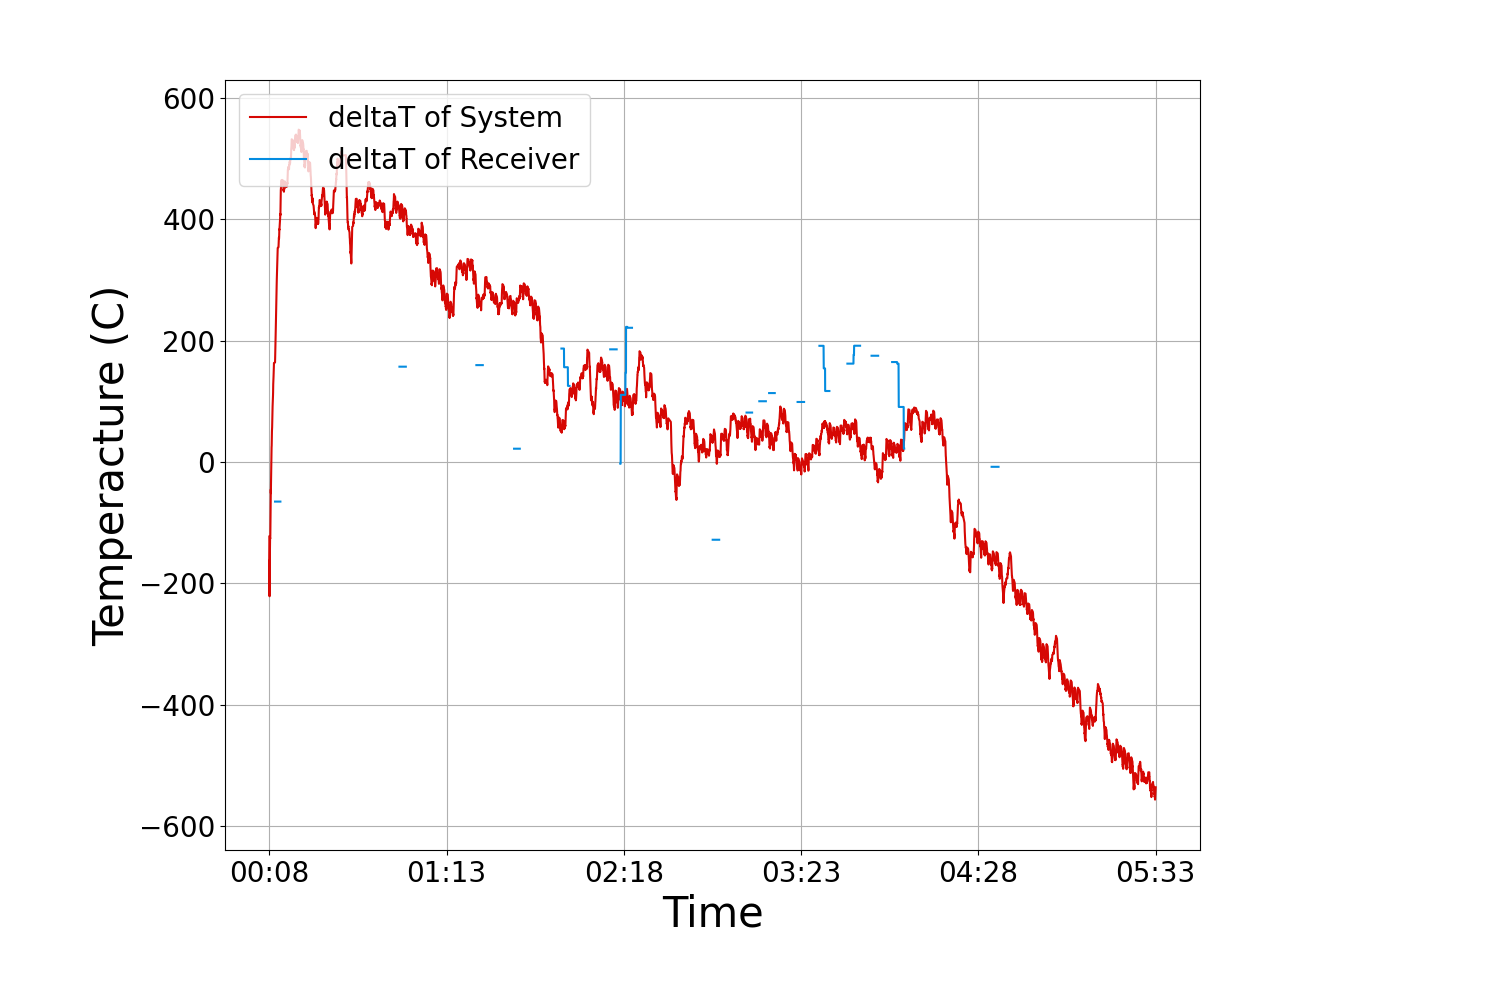 deltaT of System
deltaT of Receiver
Temperacture (C)
600
400
200
0
−200
−400
−600
00:08 01:13 02:18 03:23 04:28 05:33
Time